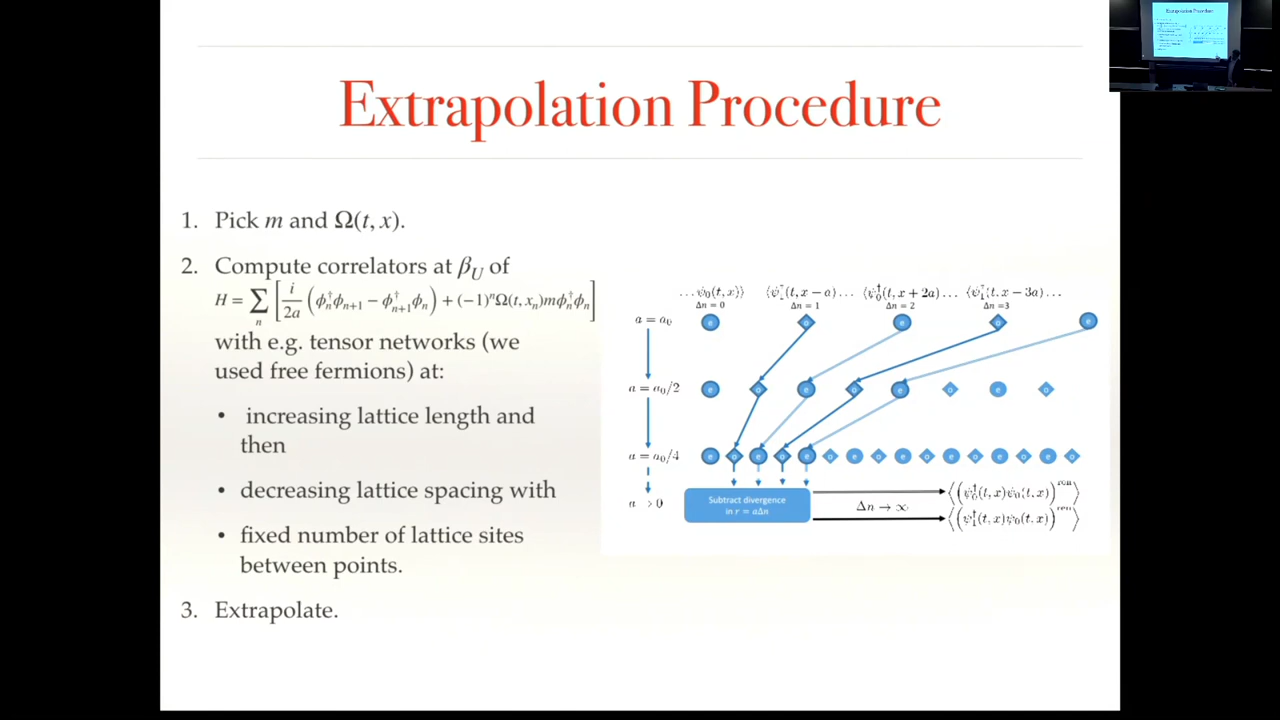 Extrapolation Procedure
1. Pick m and Ω(t, x).
2. Compute correlators at β_U of
H = ∑_n [ i/2a (ϕ†_n ϕ_{n+1} − ϕ†_{n+1} ϕ_n) + (−1)^n Ω(t, x_n) m ϕ†_n ϕ_n ]
with e.g. tensor networks (we
used free fermions) at:
• increasing lattice length and
then
• decreasing lattice spacing with
• fixed number of lattice sites
between points.
3. Extrapolate.
…ψ_0(t, x)⟩ ⟨ψ†_1(t, x − a)… ⟨ψ†_0(t, x + 2a)… ⟨ψ†_1(t, x − 3a)…
Δn = 0 Δn = 1 Δn = 2 Δn = 3
a = a_0 e o e o e
a = a_0/2 e o e o e o e o
a = a_0/4 e o e o e o e o e o e o e o e o
a → 0
Subtract divergence
in r = aΔn
Δn → ∞
⟨(ψ†_0(t, x)ψ_0(t, x))^ren⟩
⟨(ψ†_1(t, x)ψ_0(t, x))^ren⟩
Extrapolation Procedure